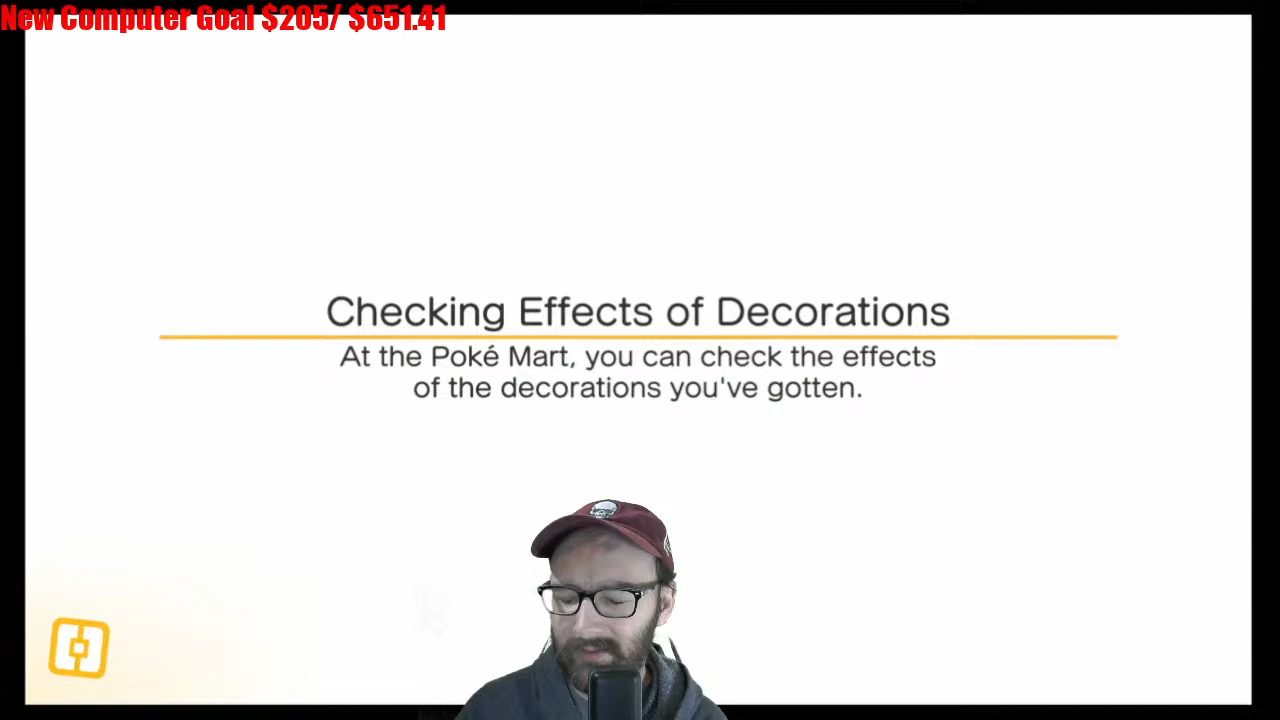 New Computer Goal $205/ $651.41
Checking Effects of Decorations
At the Poké Mart, you can check the effects
of the decorations you've gotten.